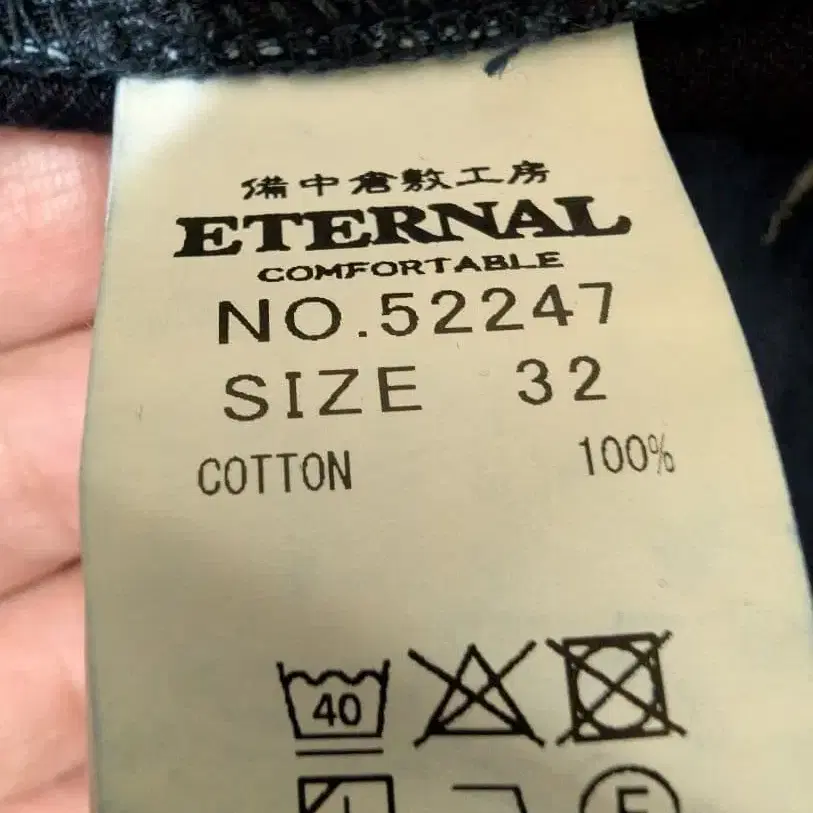 備中倉敷工房
ETERNAL
COMFORTABLE
NO.52247
SIZE 32
COTTON 100%
40